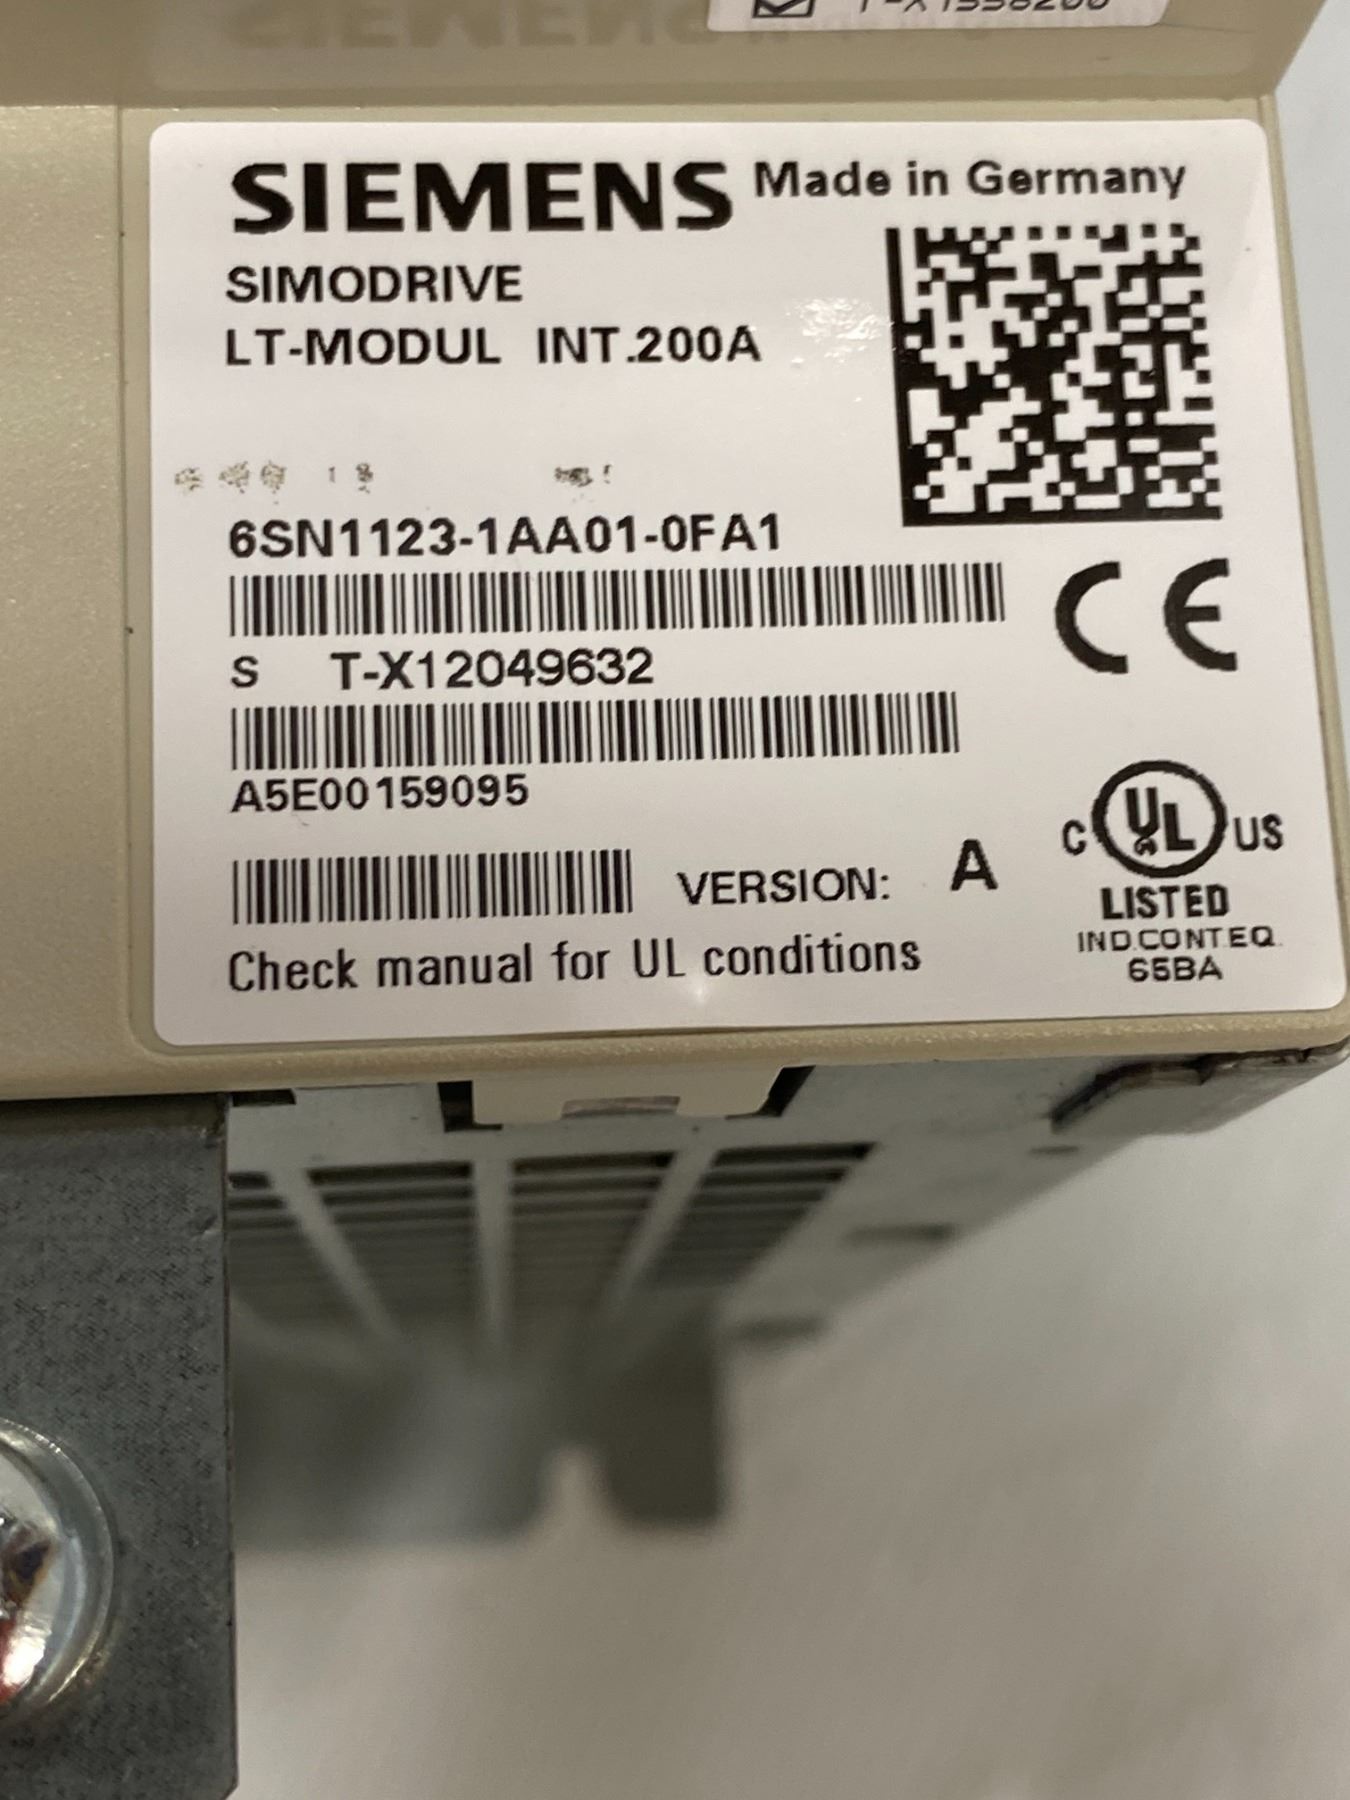 SIEMENS Made in Germany
SIMODRIVE
LT-MODUL INT.200A
6SN1123-1AA01-0FA1
S T-X12049632
A5E00159095
VERSION: A
Check manual for UL conditions
CE
C UL US
LISTED
IND.CONT.EQ.
65BA